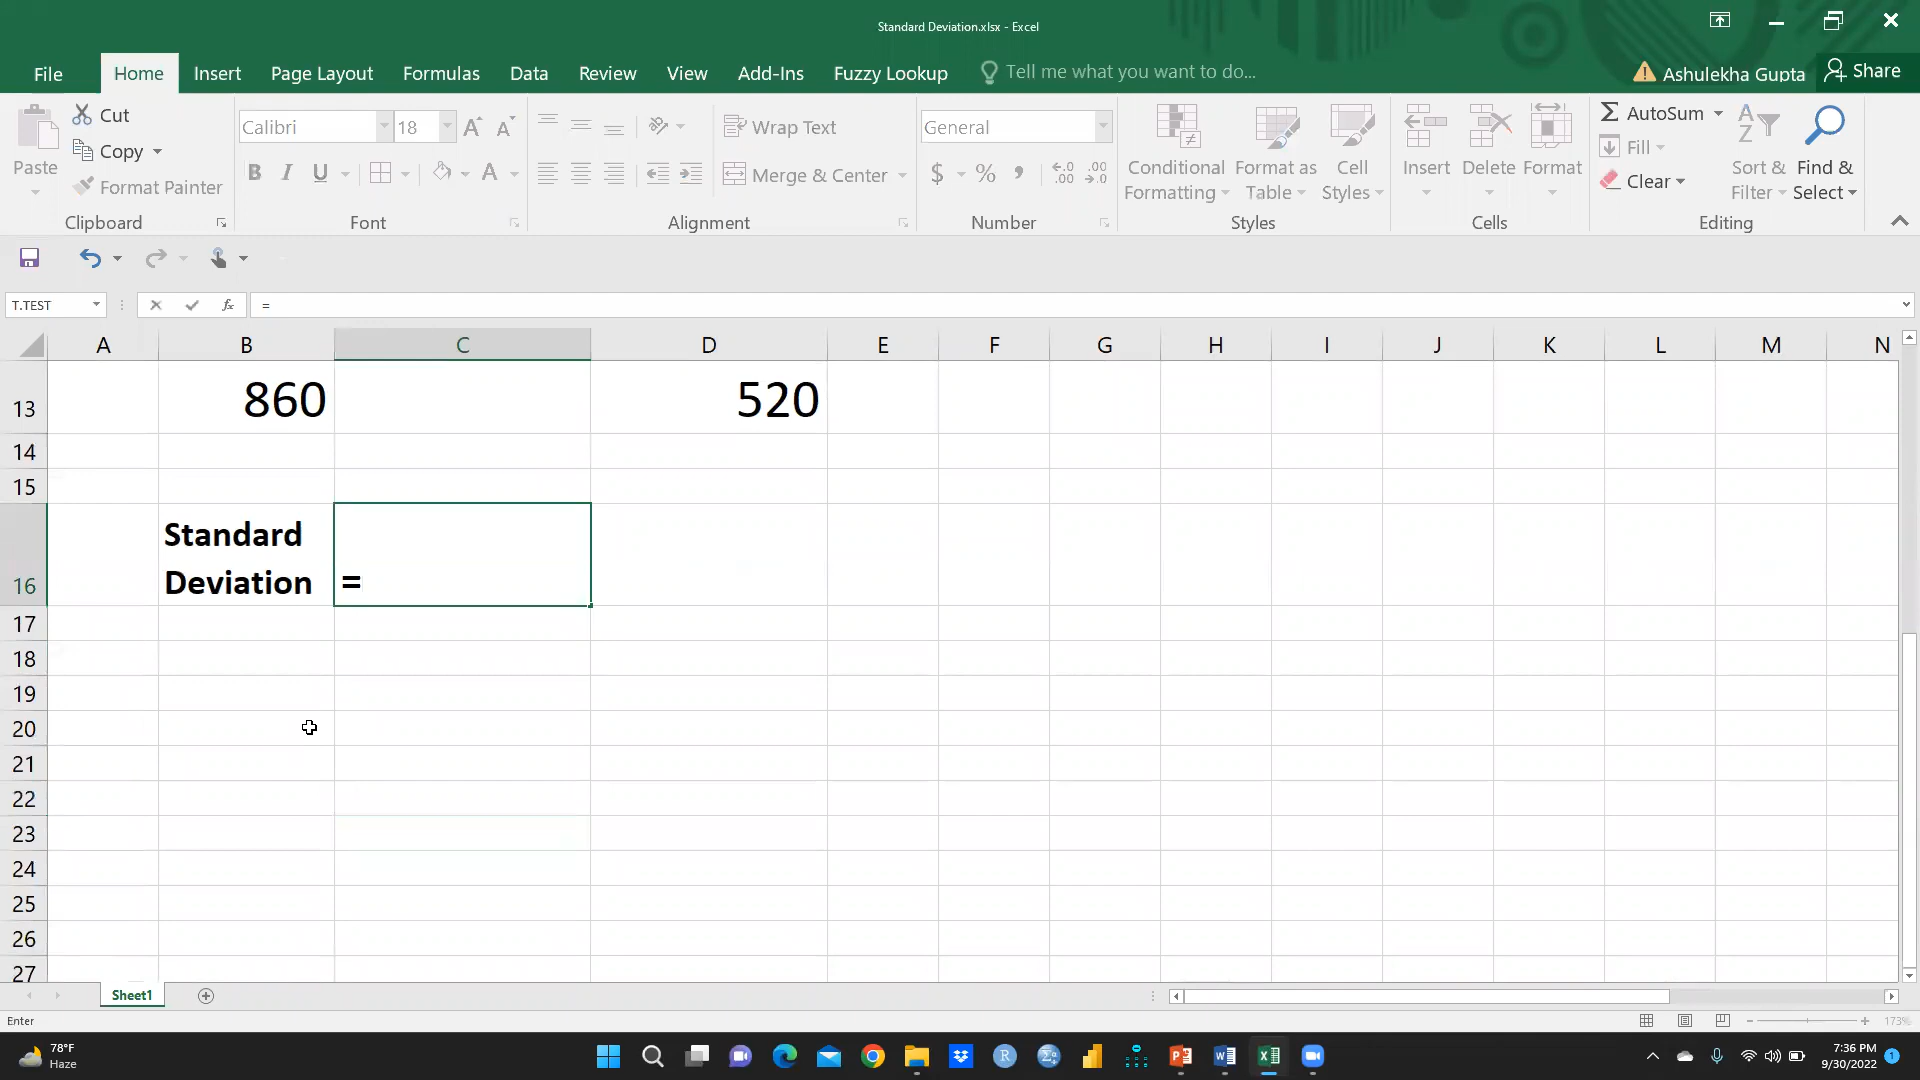 Standard Deviation.xlsx - Excel
File Home Insert Page Layout Formulas Data Review View Add-Ins Fuzzy Lookup Tell me what you want to do... Ashulekha Gupta Share
Paste
Cut
Copy
Format Painter
Clipboard
Calibri 18
B I U A
Font
Wrap Text
Merge & Center
Alignment
General
$ % ,
Number
Conditional Formatting
Format as Table
Cell Styles
Styles
Insert Delete Format
Cells
AutoSum
Fill
Clear
Sort & Filter
Find & Select
Editing
T.TEST fx =
A B C D E F G H I J K L M N
13 860 520
14
15
16 Standard
Deviation =
17
18
19
20
21
22
23
24
25
26
27
Sheet1
Enter 173%
78°F
Haze
7:36 PM
9/30/2022
1